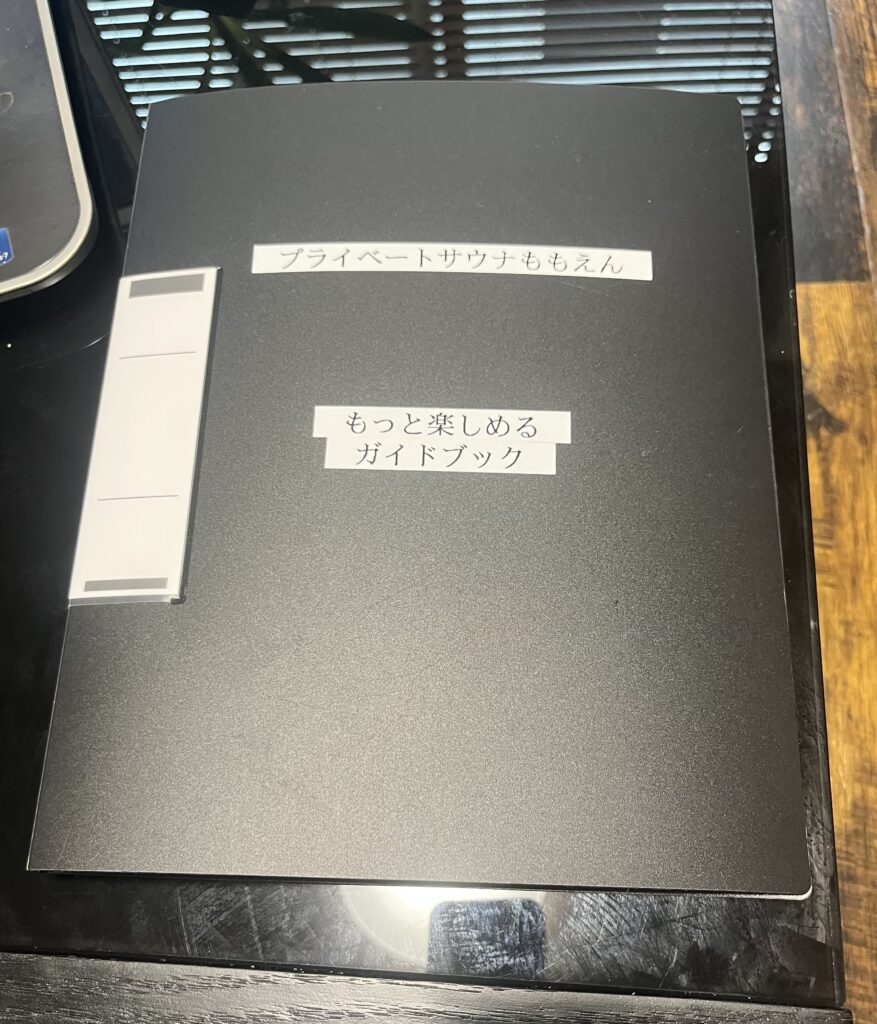 プライベートサウナももえん
もっと楽しめる
ガイドブック